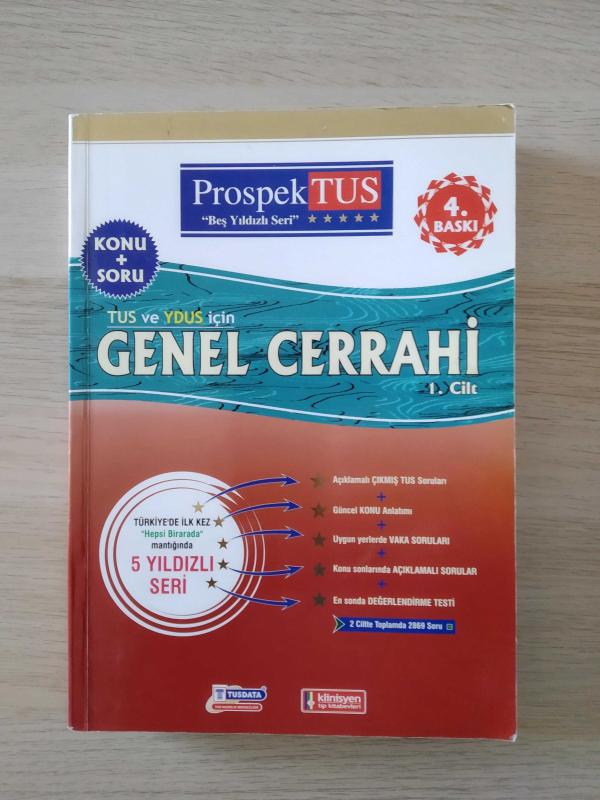 ProspekTUS
"Beş Yıldızlı Seri" ★★★★★
4.
BASKI
KONU
+
SORU
TUS ve YDUS için
GENEL CERRAHİ
1. Cilt
TÜRKİYE'DE İLK KEZ
"Hepsi Birarada"
mantığında
5 YILDIZLI
SERİ
Açıklamalı ÇIKMIŞ TUS Soruları
+
Güncel KONU Anlatımı
+
Uygun yerlerde VAKA SORULARI
+
Konu sonlarında AÇIKLAMALI SORULAR
+
En sonda DEĞERLENDİRME TESTİ
2 Ciltte Toplamda 2869 Soru
TUSDATA
klinisyen
tıp kitabevleri